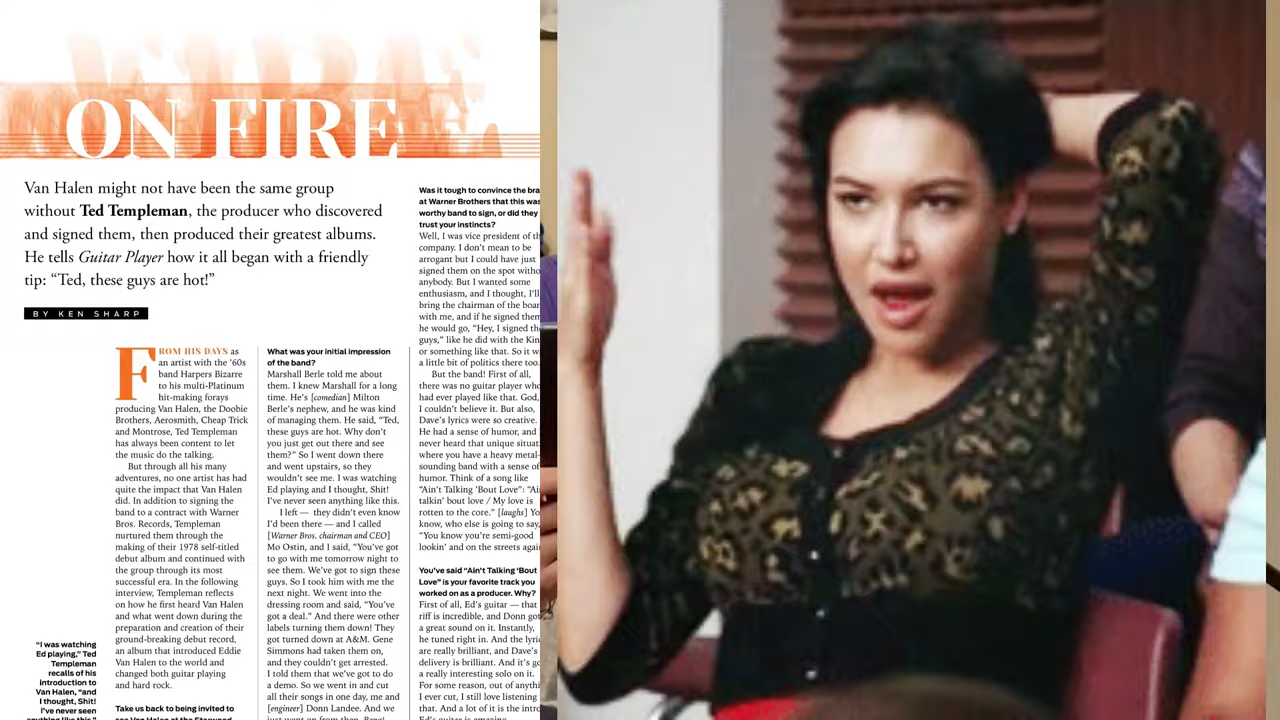 ON FIRE
Van Halen might not have been the same group
without Ted Templeman, the producer who discovered
and signed them, then produced their greatest albums.
He tells Guitar Player how it all began with a friendly
tip: “Ted, these guys are hot!”
BY KEN SHARP
FROM HIS DAYS as
an artist with the ’60s
band Harpers Bizarre
to his multi-Platinum
hit-making forays
producing Van Halen, the Doobie
Brothers, Aerosmith, Cheap Trick
and Montrose, Ted Templeman
has always been content to let
the music do the talking.
But through all his many
adventures, no one artist has had
quite the impact that Van Halen
did. In addition to signing the
band to a contract with Warner
Bros. Records, Templeman
nurtured them through the
making of their 1978 self-titled
debut album and continued with
the group through its most
successful era. In the following
interview, Templeman reflects
on how he first heard Van Halen
and what went down during the
preparation and creation of their
ground-breaking debut record,
an album that introduced Eddie
Van Halen to the world and
changed both guitar playing
and hard rock.
Take us back to being invited to
see Van Halen at the Starwood
“I was watching
Ed playing,” Ted
Templeman
recalls of his
introduction to
Van Halen, “and
I thought, Shit!
I’ve never seen
anything like this.”
What was your initial impression
of the band?
Marshall Berle told me about
them. I knew Marshall for a long
time. He’s [comedian] Milton
Berle’s nephew, and he was kind
of managing them. He said, “Ted,
these guys are hot. Why don’t
you just get out there and see
them?” So I went down there
and went upstairs, so they
wouldn’t see me. I was watching
Ed playing and I thought, Shit!
I’ve never seen anything like this.
I left — they didn’t even know
I’d been there — and I called
[Warner Bros. chairman and CEO]
Mo Ostin, and I said, “You’ve got
to go with me tomorrow night to
see them. We’ve got to sign these
guys. So I took him with me the
next night. We went into the
dressing room and said, “You’ve
got a deal.” And there were other
labels turning them down! They
got turned down at A&M. Gene
Simmons had taken them on,
and they couldn’t get arrested.
I told them that we’ve got to do
a demo. So we went in and cut
all their songs in one day, me and
[engineer] Donn Landee. And we
just went on from then.
Was it tough to convince the bra
at Warner Brothers that this was
worthy band to sign, or did they
trust your instincts?
Well, I was vice president of th
company. I don’t mean to be
arrogant but I could have just
signed them on the spot witho
anybody. But I wanted some
enthusiasm, and I thought, I’ll
bring the chairman of the boar
with me, and if he signed them
he would go, “Hey, I signed the
guys,” like he did with the Kin
or something like that. So it w
a little bit of politics there too.
But the band! First of all,
there was no guitar player who
had ever played like that. God,
I couldn’t believe it. But also,
Dave’s lyrics were so creative.
He had a sense of humor, and
never heard that unique situat
where you have a heavy metal-
sounding band with a sense of
humor. Think of a song like
“Ain’t Talking ’Bout Love”: “Ai
talkin’ bout love / My love is
rotten to the core.” [laughs] Yo
know, who else is going to say,
“You know you’re semi-good
lookin’ and on the streets agai
You’ve said “Ain’t Talking ’Bout
Love” is your favorite track you
worked on as a producer. Why?
First of all, Ed’s guitar — that
riff is incredible, and Donn got
a great sound on it. Instantly,
he tuned right in. And the lyri
are really brilliant, and Dave’s
delivery is brilliant. And it’s go
a really interesting solo on it.
For some reason, out of anythi
I ever cut, I still love listening
that. And a lot of it is the intro
Ed’s guitar is amazing.